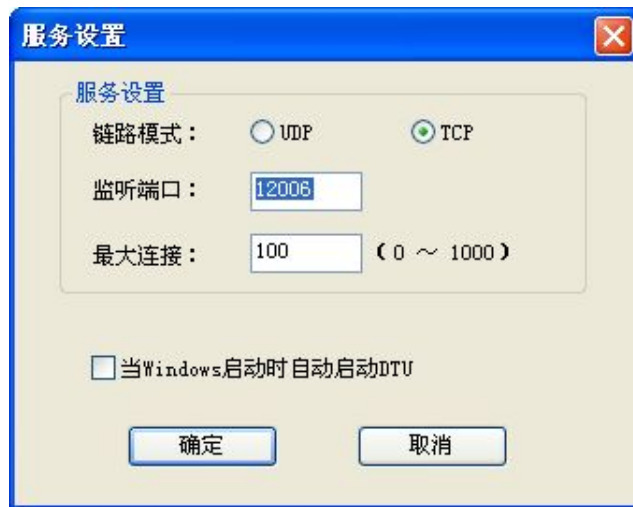 服务设置
服务设置
链路模式： UDP TCP
监听端口： 12006
最大连接： 100 (0 ～ 1000)
当Windows启动时自动启动DTU
确定 取消